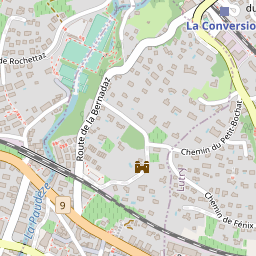 du
La Conversio
de Rochettaz
Route de la Bernadaz
Chemin du Petit-Bochat
Lutry
9
La Paudèze
Chemin de Fénix